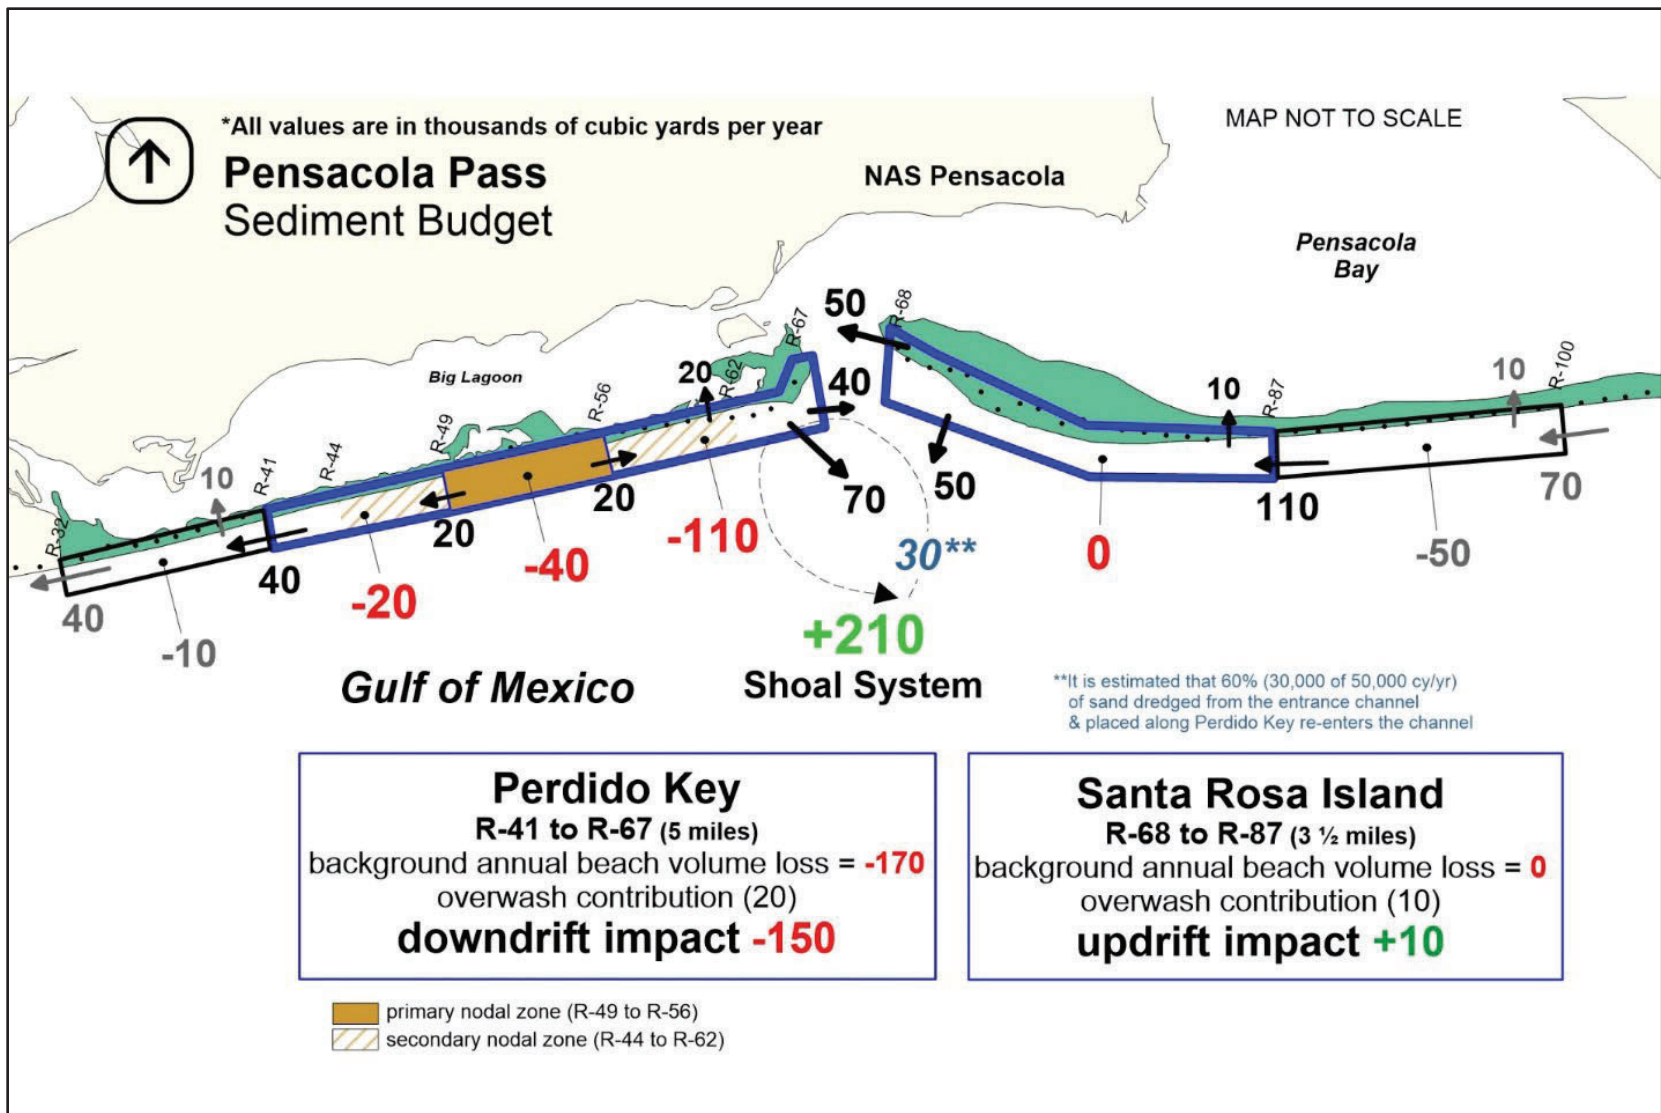 *All values are in thousands of cubic yards per year
MAP NOT TO SCALE
Pensacola Pass
Sediment Budget
NAS Pensacola
Pensacola
Bay
Big Lagoon
R-32
R-41
R-44
R-49
R-56
R-62
R-67
R-68
R-87
R-100
50
20
40
10
10
10
70
50
110
70
20
20
40
40
-110
-40
-20
-10
30**
0
-50
+210
Shoal System
Gulf of Mexico
**It is estimated that 60% (30,000 of 50,000 cy/yr)
of sand dredged from the entrance channel
& placed along Perdido Key re-enters the channel
Perdido Key
R-41 to R-67 (5 miles)
background annual beach volume loss = -170
overwash contribution (20)
downdrift impact -150
Santa Rosa Island
R-68 to R-87 (3 ½ miles)
background annual beach volume loss = 0
overwash contribution (10)
updrift impact +10
primary nodal zone (R-49 to R-56)
secondary nodal zone (R-44 to R-62)